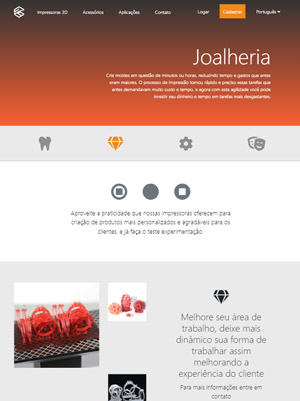 Impressoras 3D Acessórios Aplicações Contato Logar Cadastrar Português
Joalheria
Crie moldes em questão de minutos ou horas, reduzindo tempo e gastos que antes
eram maiores. O processo de impressão tornou rápido e preciso essas tarefas que
antes demandavam muito custo e tempo, e agora com esta agilidade você pode
investir seu dinheiro e tempo em tarefas mais desgastantes.
Aproveite a praticidade que nossas impressoras oferecem para
criação de produtos mais personalizados e agradáveis para os
clientes, e já faça o teste experimentação.
Melhore seu área de
trabalho, deixe mais
dinâmico sua forma de
trabalhar assim
melhorando a
experiência do cliente
Para mais informações entre em
contato